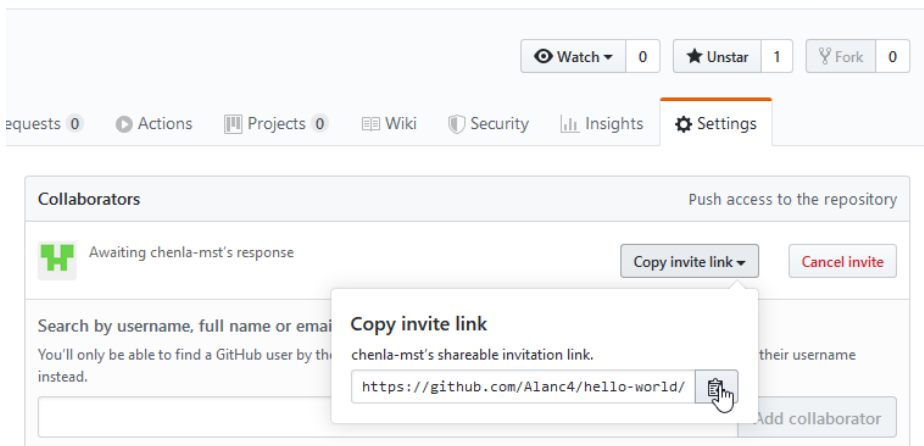 Watch 0 Unstar 1 Fork 0
equests 0 Actions Projects 0 Wiki Security Insights Settings
Collaborators Push access to the repository
Awaiting chenla-mst's response Copy invite link Cancel invite
Search by username, full name or emai
You'll only be able to find a GitHub user by the their username
instead.
Copy invite link
chenla-mst's shareable invitation link.
https://github.com/Alanc4/hello-world/
Add collaborator